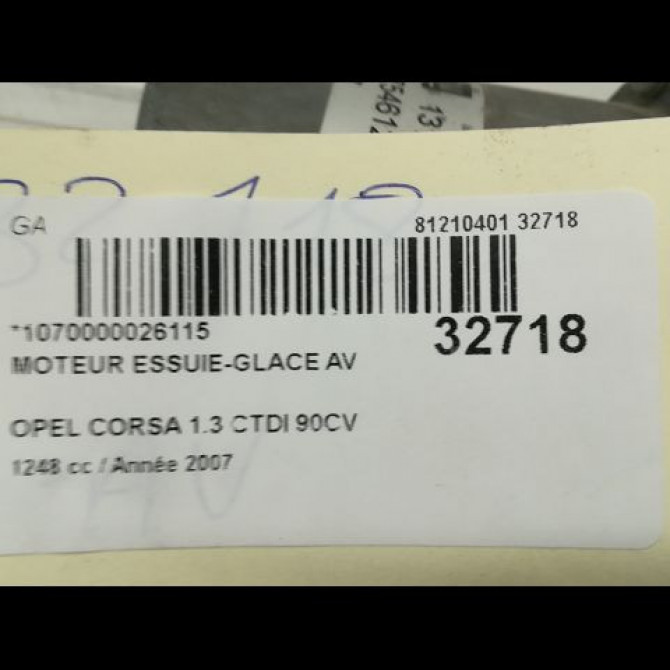 GA
81210401 32718
*1070000026115
32718
MOTEUR ESSUIE-GLACE AV
OPEL CORSA 1.3 CTDI 90CV
1248 cc / Année 2007